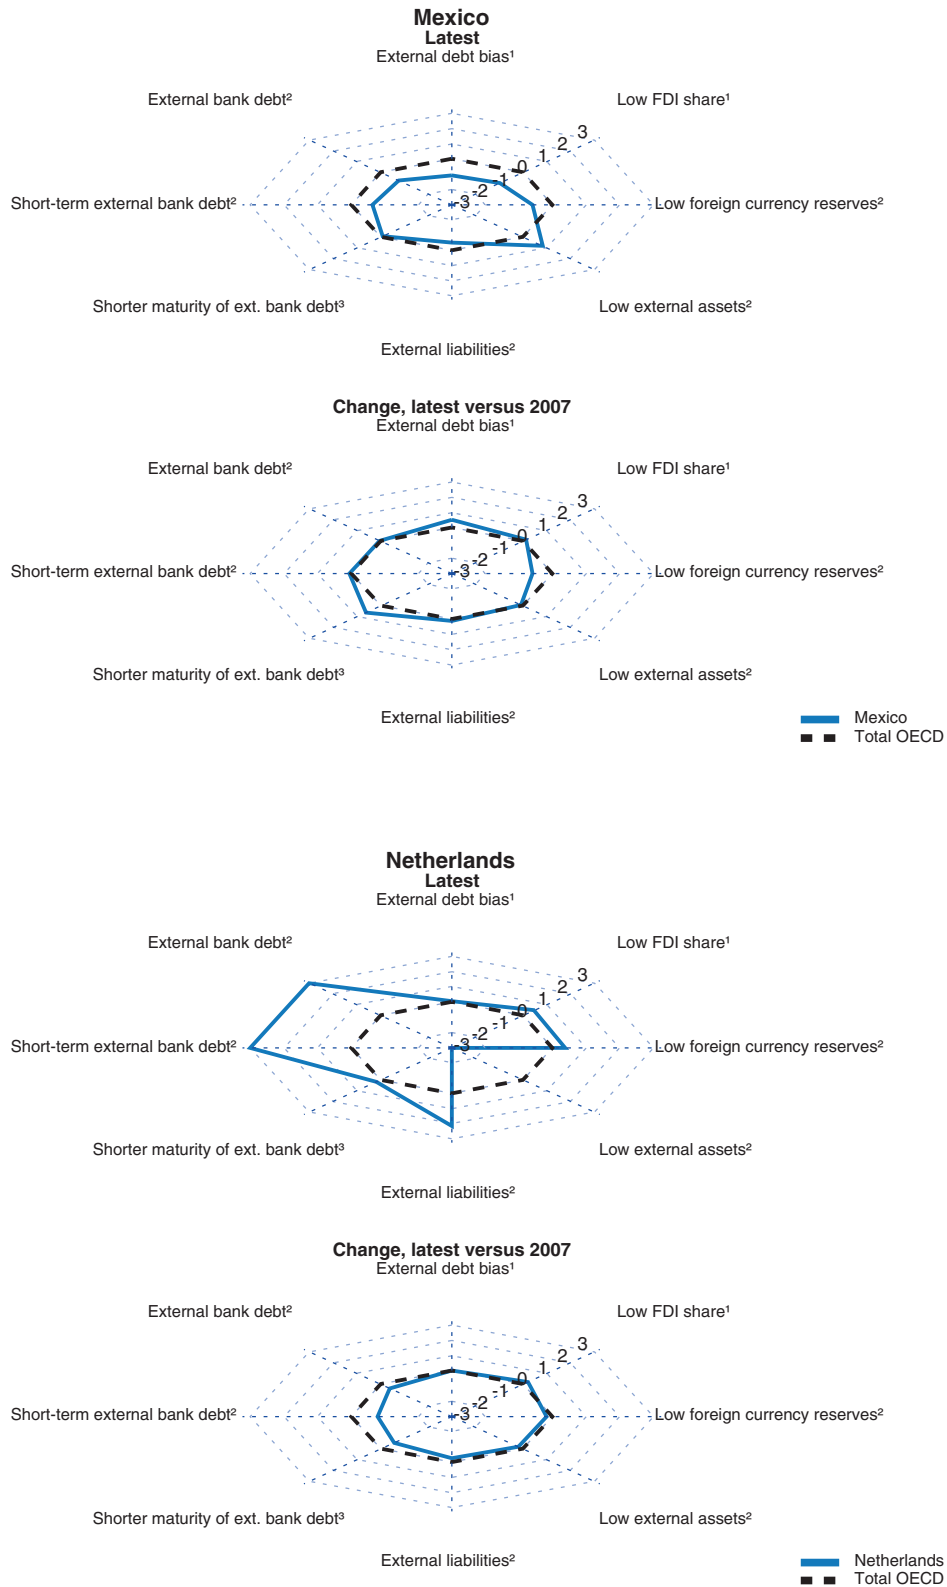 Mexico
Latest
External debt bias¹
External bank debt²
Low FDI share¹
3
2
1
0
-1
-2
-3
Short-term external bank debt²
Low foreign currency reserves²
Shorter maturity of ext. bank debt³
Low external assets²
External liabilities²
Change, latest versus 2007
External debt bias¹
External bank debt²
Low FDI share¹
3
2
1
0
-1
-2
-3
Short-term external bank debt²
Low foreign currency reserves²
Shorter maturity of ext. bank debt³
Low external assets²
External liabilities²
Mexico
Total OECD
Netherlands
Latest
External debt bias¹
External bank debt²
Low FDI share¹
3
2
1
0
-1
-2
-3
Short-term external bank debt²
Low foreign currency reserves²
Shorter maturity of ext. bank debt³
Low external assets²
External liabilities²
Change, latest versus 2007
External debt bias¹
External bank debt²
Low FDI share¹
3
2
1
0
-1
-2
-3
Short-term external bank debt²
Low foreign currency reserves²
Shorter maturity of ext. bank debt³
Low external assets²
External liabilities²
Netherlands
Total OECD